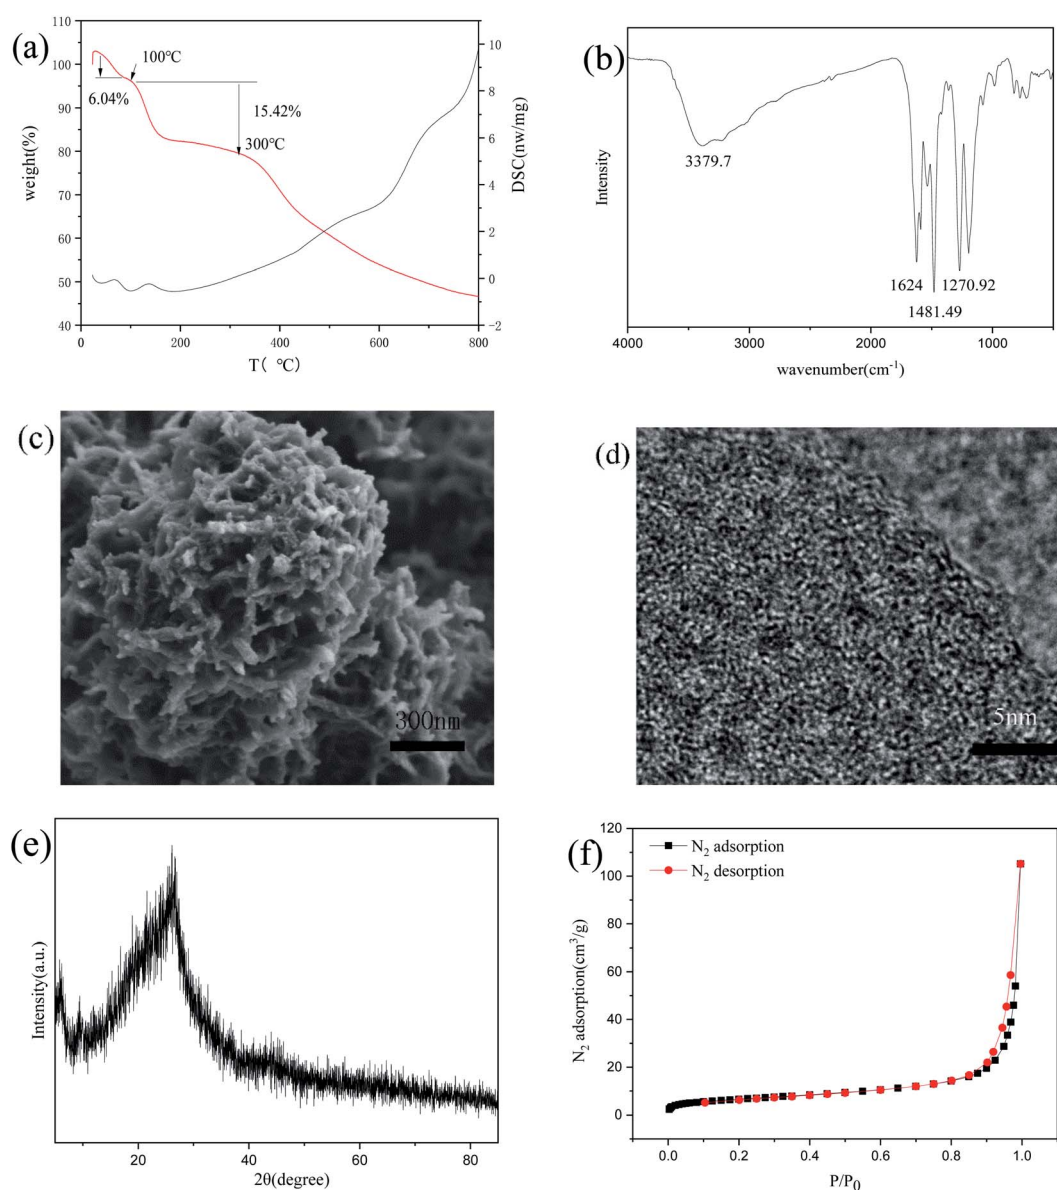 (a)
110
100
90
80
70
60
50
40
weight(%)
0
200
400
600
800
T( ℃)
10
8
6
4
2
0
-2
DSC(nw/mg)
100℃
6.04%
15.42%
300℃
(b)
Intensity
3379.7
1624
1270.92
1481.49
4000
3000
2000
1000
wavenumber(cm⁻¹)
(c)
300nm
(d)
5nm
(e)
Intensity(a.u.)
20
40
60
80
2θ(degree)
(f)
N₂ adsorption
N₂ desorption
120
100
80
60
40
20
0
N₂ adsorption(cm³/g)
0.0
0.2
0.4
0.6
0.8
1.0
P/P₀